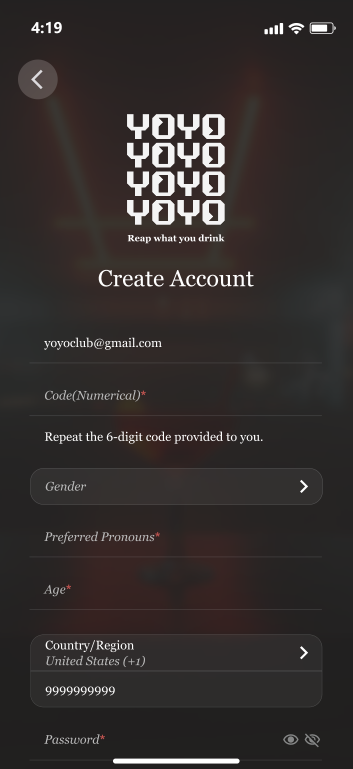 4:19
YOYO
YOYO
YOYO
YOYO
Reap what you drink
Create Account
yoyoclub@gmail.com
Code(Numerical)*
Repeat the 6-digit code provided to you.
Gender
Preferred Pronouns*
Age*
Country/Region
United States (+1)
9999999999
Password*